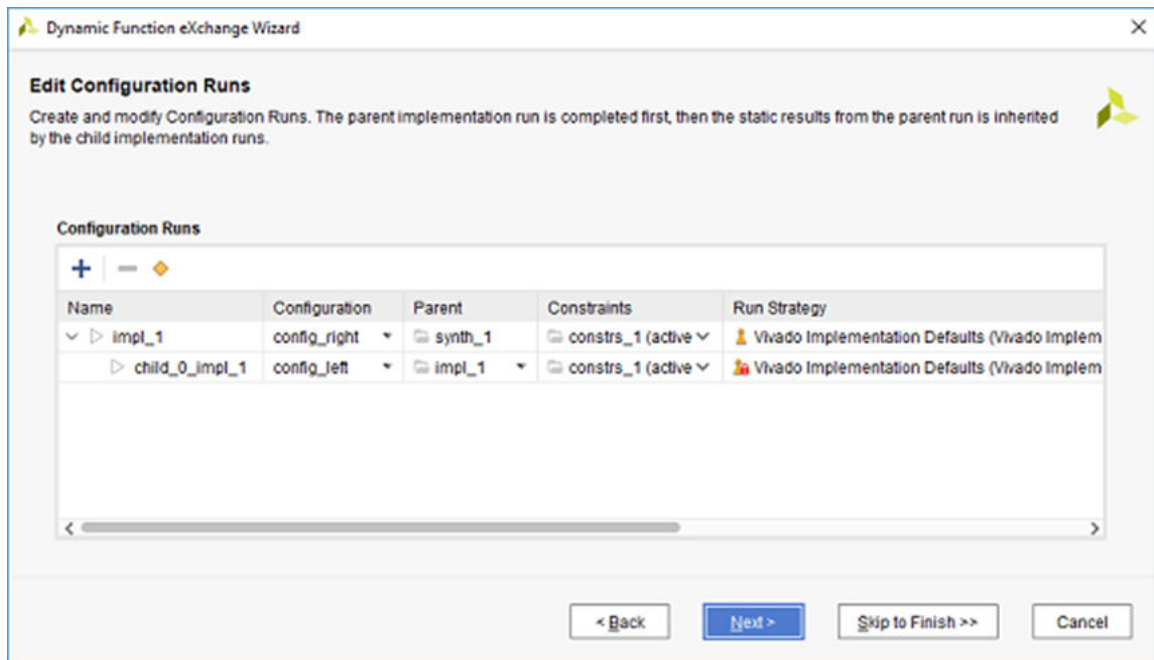 Dynamic Function eXchange Wizard
Edit Configuration Runs
Create and modify Configuration Runs. The parent implementation run is completed first, then the static results from the parent run is inherited
by the child implementation runs.
Configuration Runs
Name Configuration Parent Constraints Run Strategy
impl_1 config_right synth_1 constrs_1 (active Vivado Implementation Defaults (Vivado Implem
child_0_impl_1 config_left impl_1 constrs_1 (active Vivado Implementation Defaults (Vivado Implem
< Back Next > Skip to Finish >> Cancel